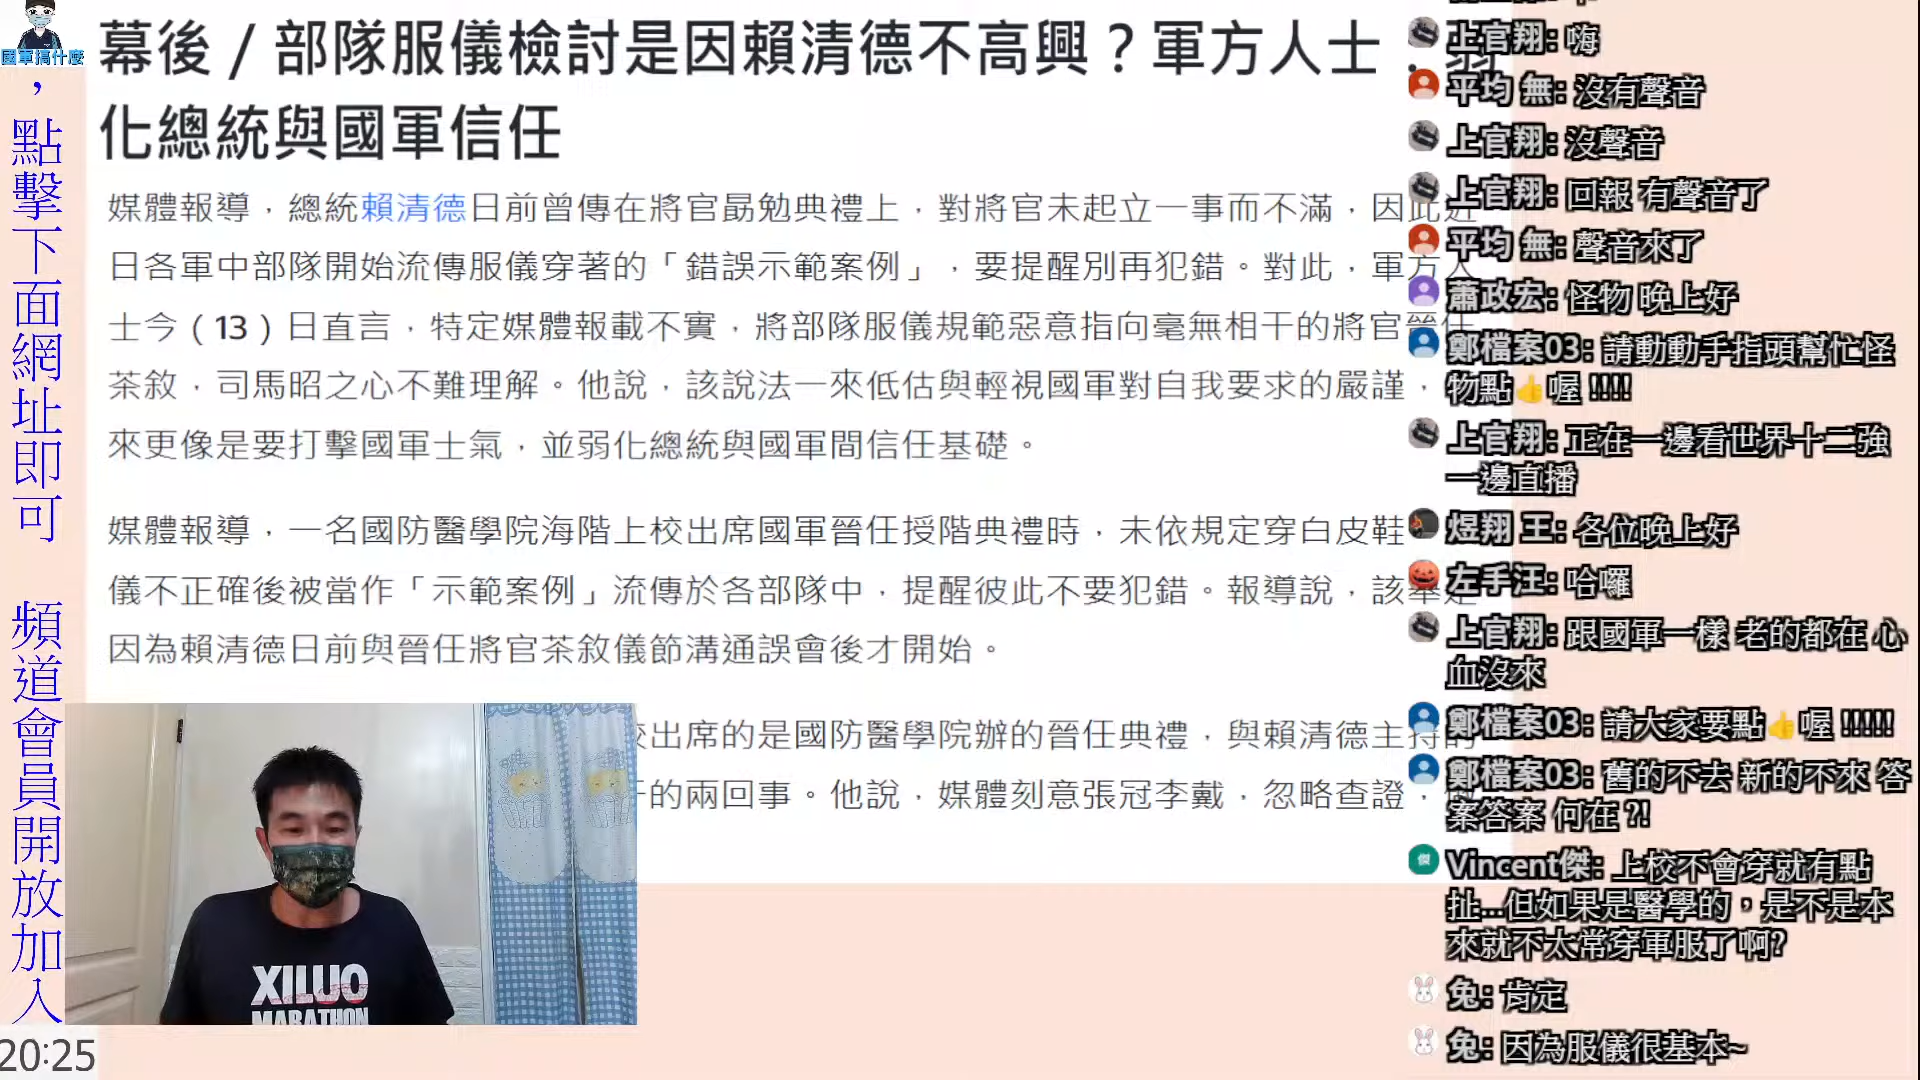 國軍搞什麼
，點擊下面網址即可 頻道會員開放加入
20:25
幕後／部隊服儀檢討是因賴清德不高興？軍方人士：弱
化總統與國軍信任
媒體報導，總統賴清德日前曾傳在將官勗勉典禮上，對將官未起立一事而不滿，因此近
日各軍中部隊開始流傳服儀穿著的「錯誤示範案例」，要提醒別再犯錯。對此，軍方人
士今（13）日直言，特定媒體報載不實，將部隊服儀規範惡意指向毫無相干的將官晉任
茶敘，司馬昭之心不難理解。他說，該說法一來低估與輕視國軍對自我要求的嚴謹，
來更像是要打擊國軍士氣，並弱化總統與國軍間信任基礎。
媒體報導，一名國防醫學院海階上校出席國軍晉任授階典禮時，未依規定穿白皮鞋
儀不正確後被當作「示範案例」流傳於各部隊中，提醒彼此不要犯錯。報導說，該舉是
因為賴清德日前與晉任將官茶敘儀節溝通誤會後才開始。
校出席的是國防醫學院辦的晉任典禮，與賴清德主持的
的兩回事。他說，媒體刻意張冠李戴，忽略查證，
XILUO
MARATHON
上官翔: 嗨
平均 無: 沒有聲音
上官翔: 沒聲音
上官翔: 回報 有聲音了
平均 無: 聲音來了
蕭政宏: 怪物 晚上好
鄭檔案03: 請動動手指頭幫忙怪
物點👍喔 !!!!
上官翔: 正在一邊看世界十二強
一邊直播
煜翔 王: 各位晚上好
左手汪: 哈囉
上官翔: 跟國軍一樣 老的都在 心
血沒來
鄭檔案03: 請大家要點👍喔 !!!!!
鄭檔案03: 舊的不去 新的不來 答
案答案 何在 ?!
傑
Vincent傑: 上校不會穿就有點
扯...但如果是醫學的，是不是本
來就不太常穿軍服了啊?
兔: 肯定
兔: 因為服儀很基本~